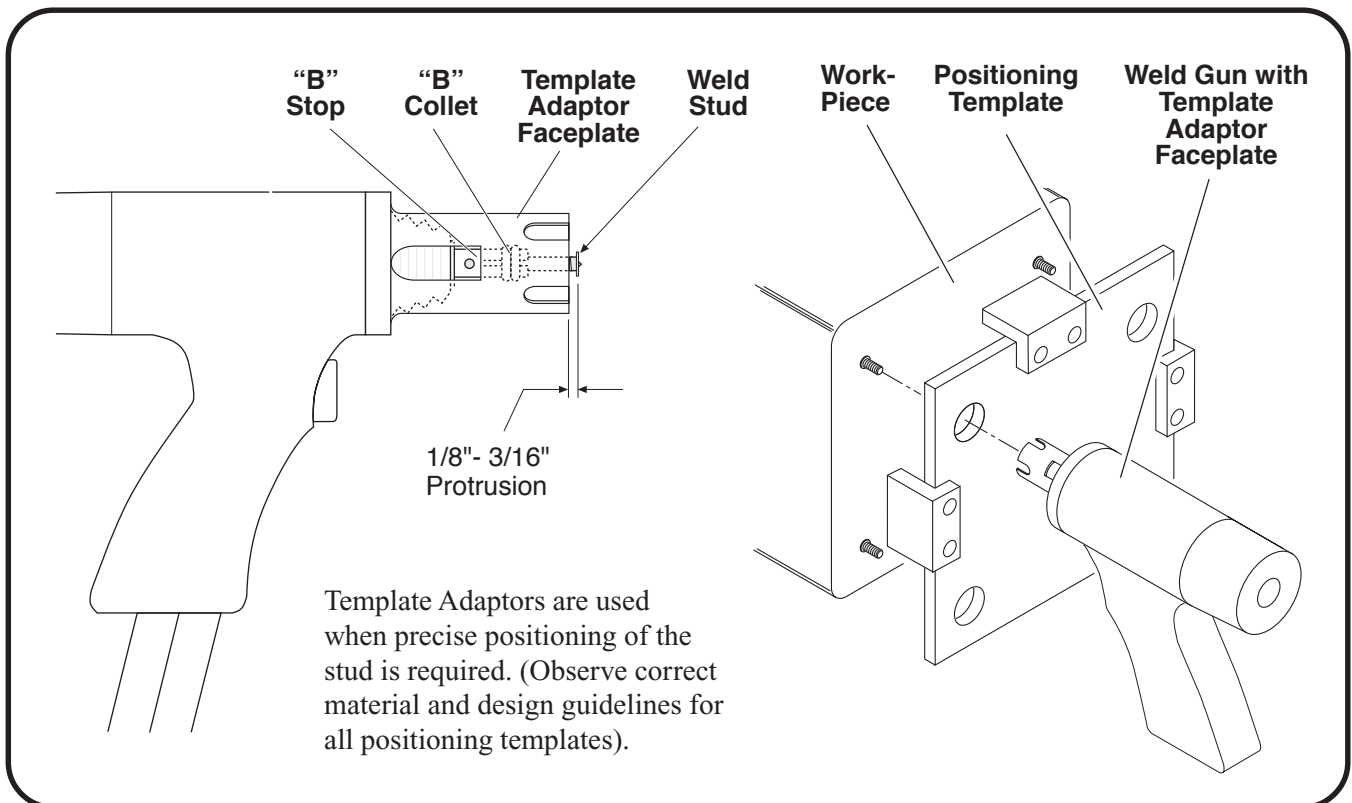 “B”
Stop
“B”
Collet
Template
Adaptor
Faceplate
Weld
Stud
Work-
Piece
Positioning
Template
Weld Gun with
Template
Adaptor
Faceplate
1/8"- 3/16"
Protrusion
Template Adaptors are used
when precise positioning of the
stud is required. (Observe correct
material and design guidelines for
all positioning templates).